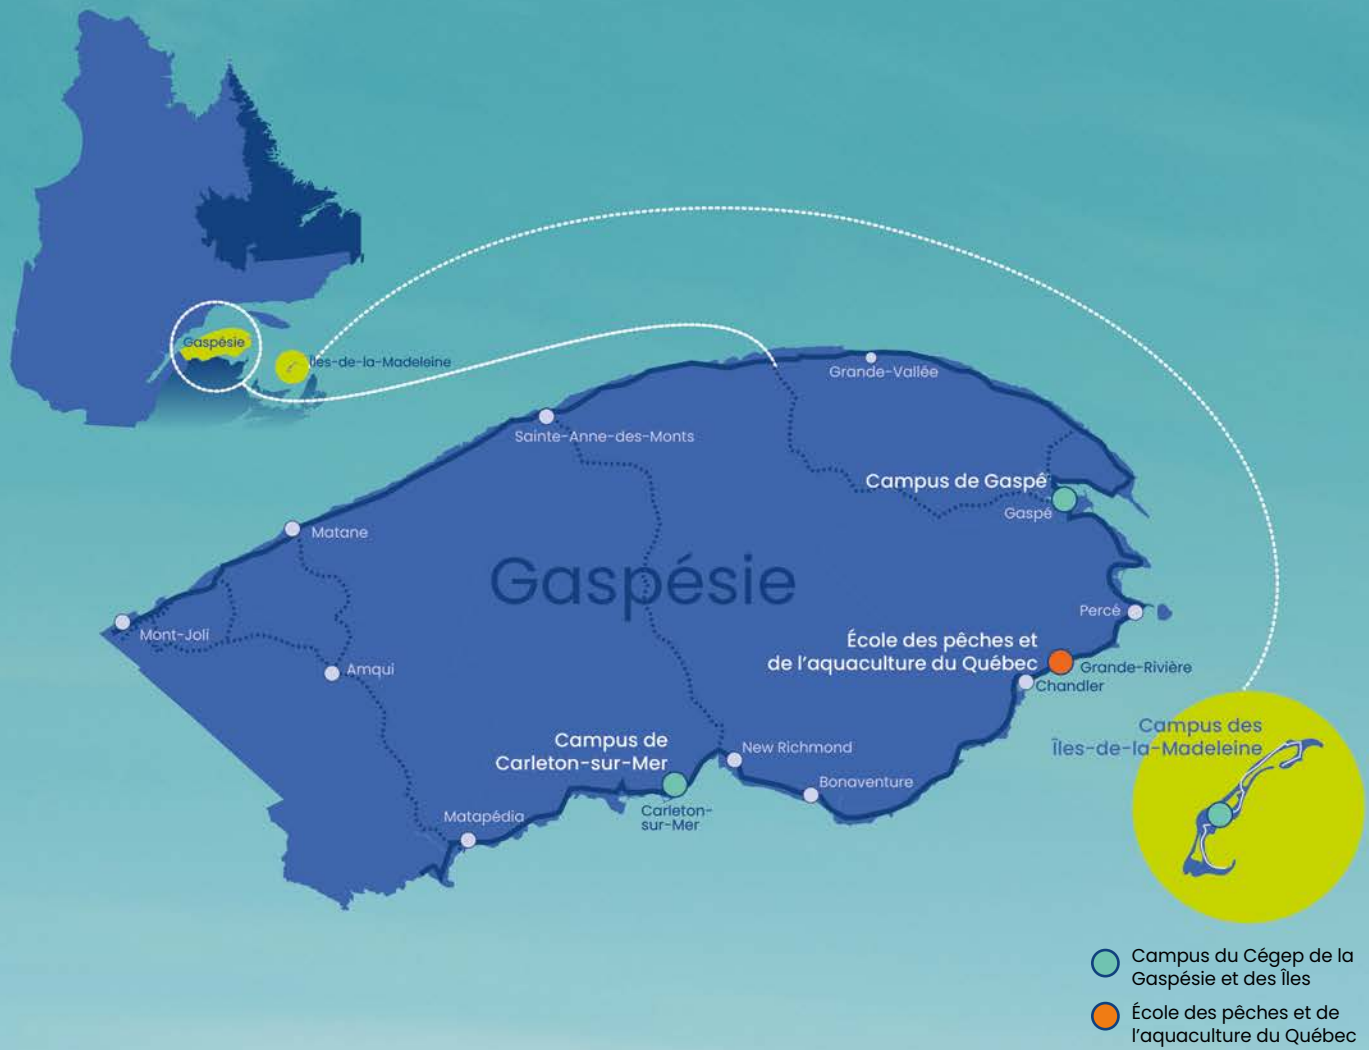 Gaspésie
Îles-de-la-Madeleine
Grande-Vallée
Sainte-Anne-des-Monts
Campus de Gaspé
Gaspé
Matane
Gaspésie
Percé
Mont-Joli
École des pêches et
de l'aquaculture du Québec
Grande-Rivière
Amqui
Chandler
Campus des
Îles-de-la-Madeleine
Campus de
Carleton-sur-Mer
New Richmond
Bonaventure
Carleton-
sur-Mer
Matapédia
Campus du Cégep de la
Gaspésie et des Îles
École des pêches et de
l'aquaculture du Québec